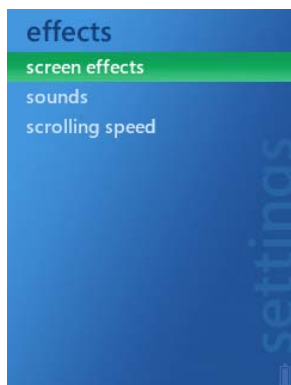 effects
screen effects
sounds
scrolling speed
settings